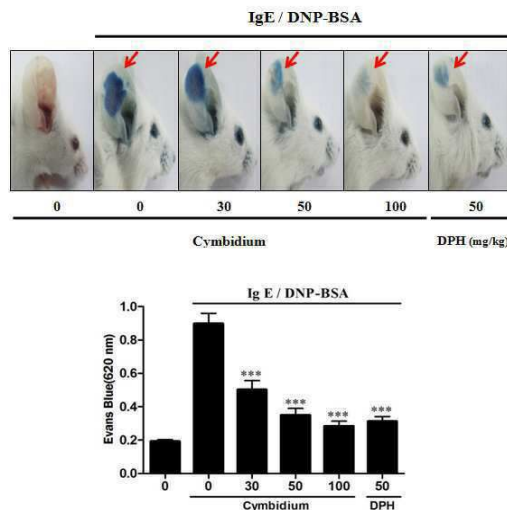 IgE / DNP-BSA
0 0 30 50 100 50
Cymbidium DPH (mg/kg)
Ig E / DNP-BSA
Evans Blue(620 nm)
1.0
0.8
0.6
0.4
0.2
0.0
*** *** *** ***
0 0 30 50 100 50
Cymbidium DPH